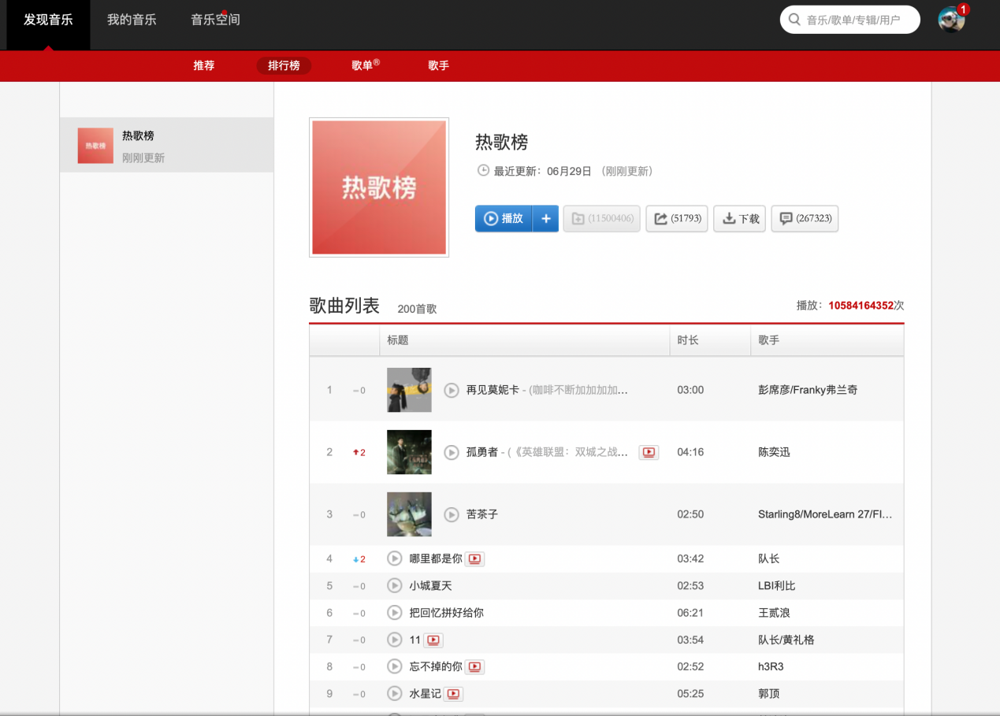 发现音乐 我的音乐 音乐空间 音乐/歌单/专辑/用户 1
推荐 排行榜 歌单® 歌手
热歌榜
刚刚更新
热歌榜
热歌榜
热歌榜
最近更新：06月29日 （刚刚更新）
播放 + (11500406) (51793) 下载 (267323)
歌曲列表 200首歌 播放：10584164352次
标题 时长 歌手
1 0 再见莫妮卡 - (咖啡不断加加加加... 03:00 彭席彦/Franky弗兰奇
2 2 孤勇者 - (《英雄联盟：双城之战... 04:16 陈奕迅
3 0 苦茶子 02:50 Starling8/MoreLearn 27/FI...
4 2 哪里都是你 03:42 队长
5 0 小城夏天 02:53 LBI利比
6 0 把回忆拼好给你 06:21 王贰浪
7 0 11 03:54 队长/黄礼格
8 0 忘不掉的你 02:52 h3R3
9 0 水星记 05:25 郭顶